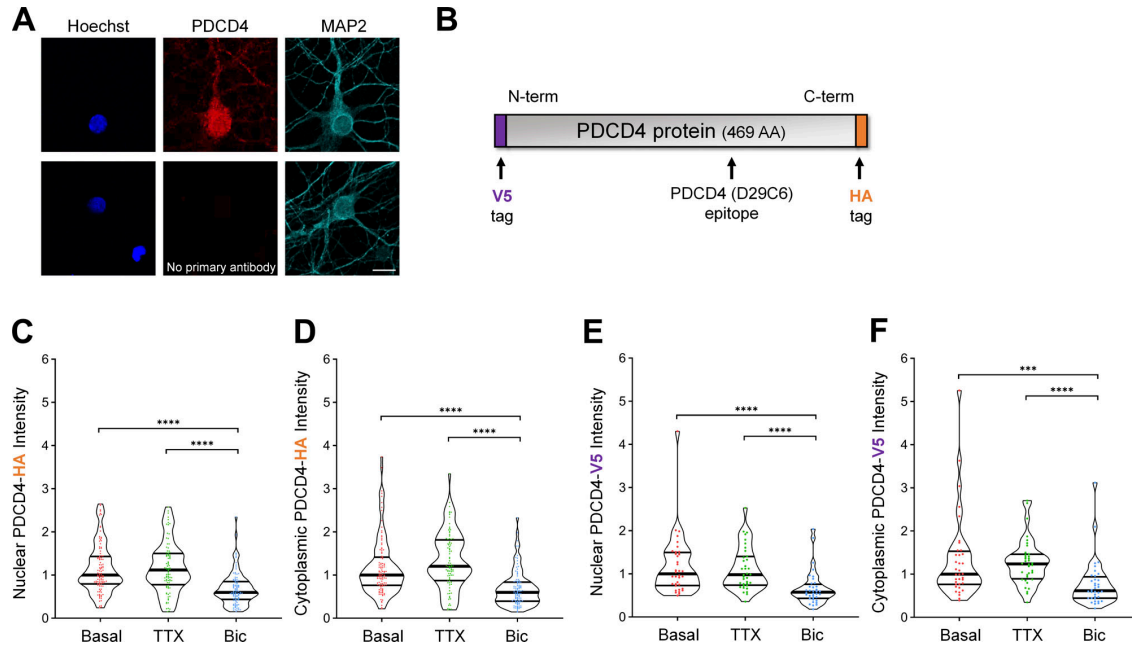 A
Hoechst
PDCD4
MAP2
No primary antibody
B
N-term
C-term
PDCD4 protein (469 AA)
V5
tag
PDCD4 (D29C6)
epitope
HA
tag
C
Nuclear PDCD4-HA Intensity
6
5
4
3
2
1
0
****
****
Basal
TTX
Bic
D
Cytoplasmic PDCD4-HA Intensity
6
5
4
3
2
1
0
****
****
Basal
TTX
Bic
E
Nuclear PDCD4-V5 Intensity
6
5
4
3
2
1
0
****
****
Basal
TTX
Bic
F
Cytoplasmic PDCD4-V5 Intensity
6
5
4
3
2
1
0
***
****
Basal
TTX
Bic